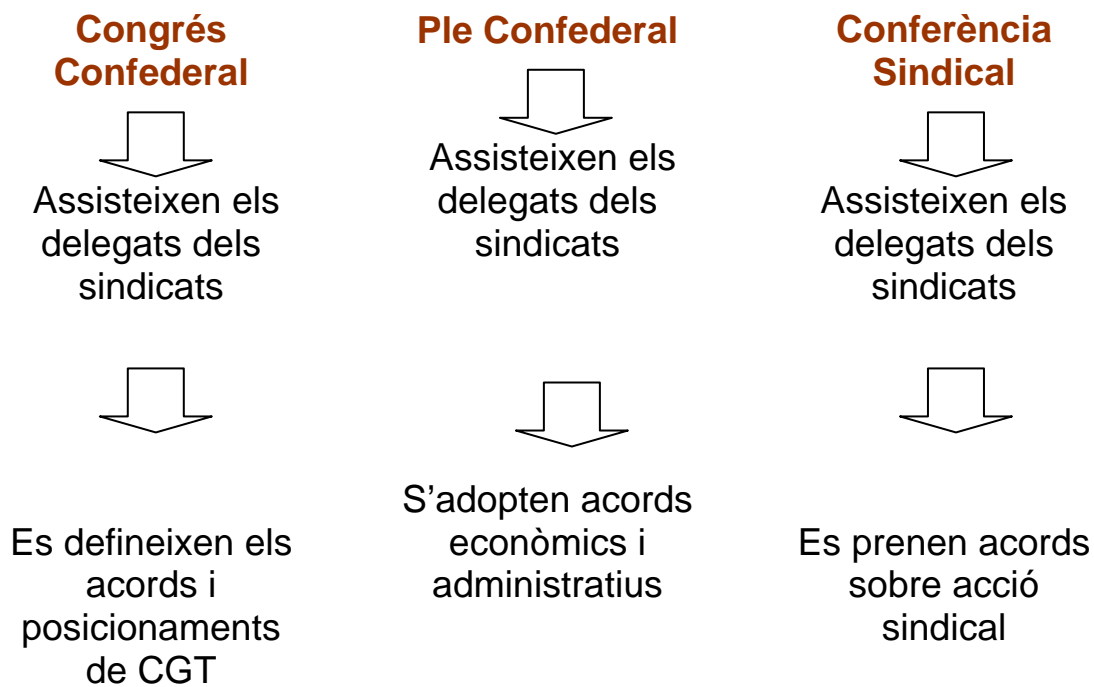 Congrés
Confederal
Assisteixen els
delegats dels
sindicats
Es defineixen els
acords i
posicionaments
de CGT
Ple Confederal
Assisteixen els
delegats dels
sindicats
S’adopten acords
econòmics i
administratius
Conferència
Sindical
Assisteixen els
delegats dels
sindicats
Es prenen acords
sobre acció
sindical